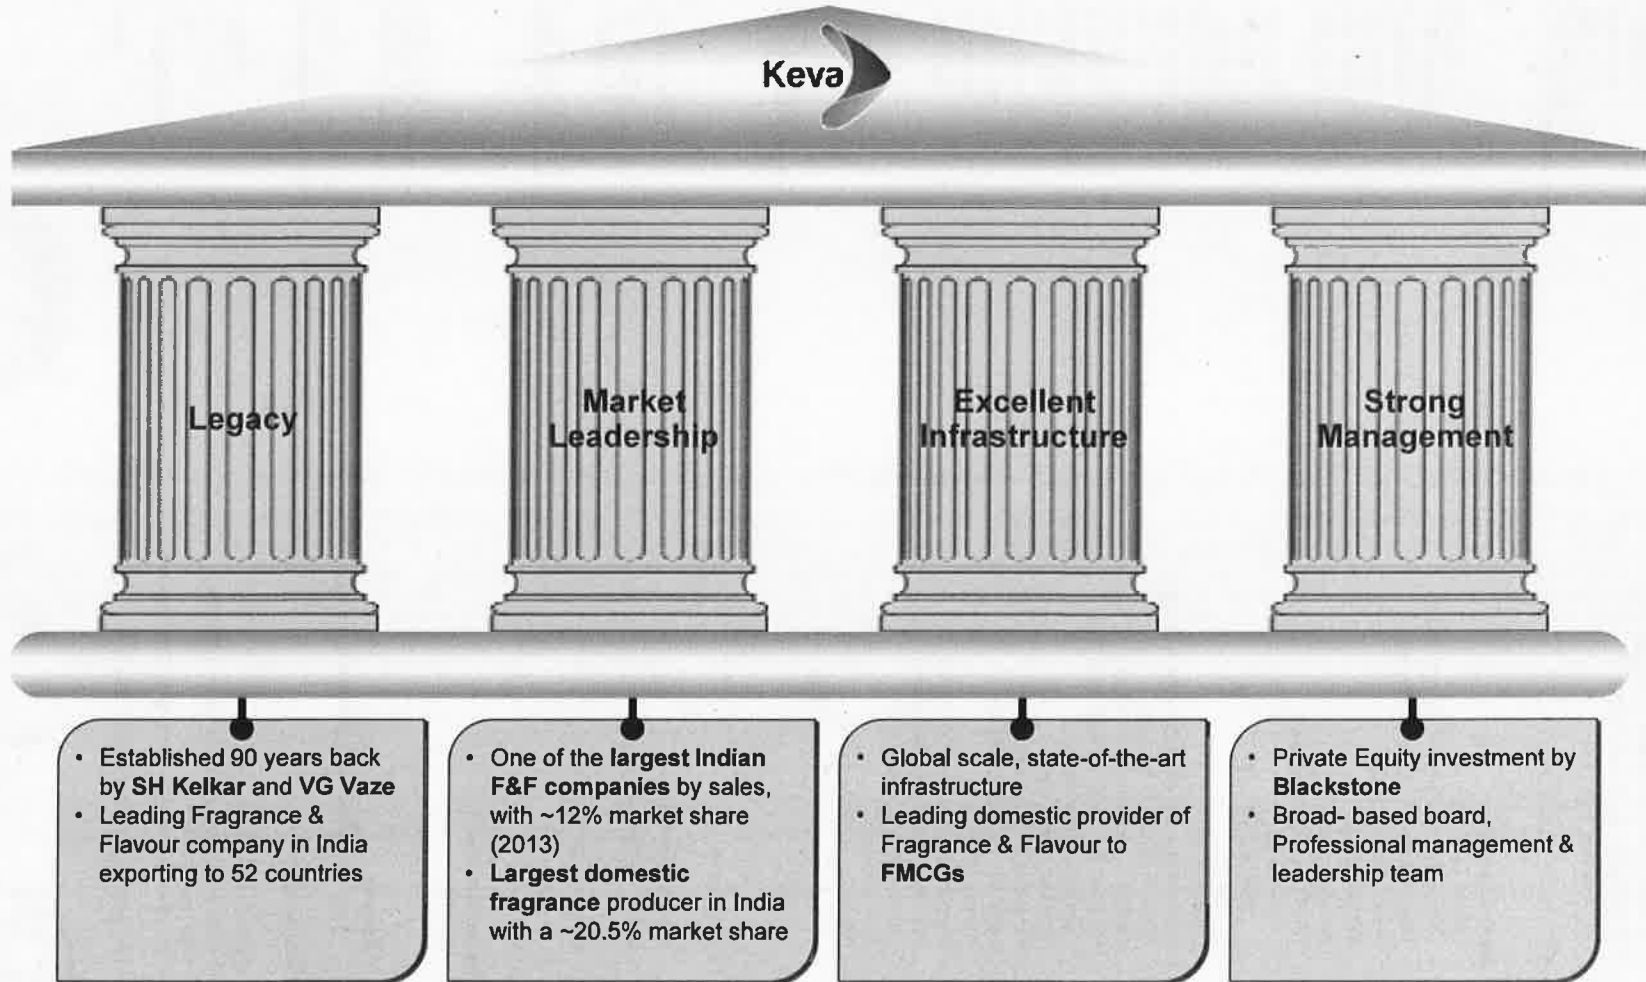 Keva
Legacy
Market
Leadership
Excellent
Infrastructure
Strong
Management
• Established 90 years back
by SH Kelkar and VG Vaze
• Leading Fragrance &
Flavour company in India
exporting to 52 countries
• One of the largest Indian
F&F companies by sales,
with ~12% market share
(2013)
• Largest domestic
fragrance producer in India
with a ~20.5% market share
• Global scale, state-of-the-art
infrastructure
• Leading domestic provider of
Fragrance & Flavour to
FMCGs
• Private Equity investment by
Blackstone
• Broad- based board,
Professional management &
leadership team